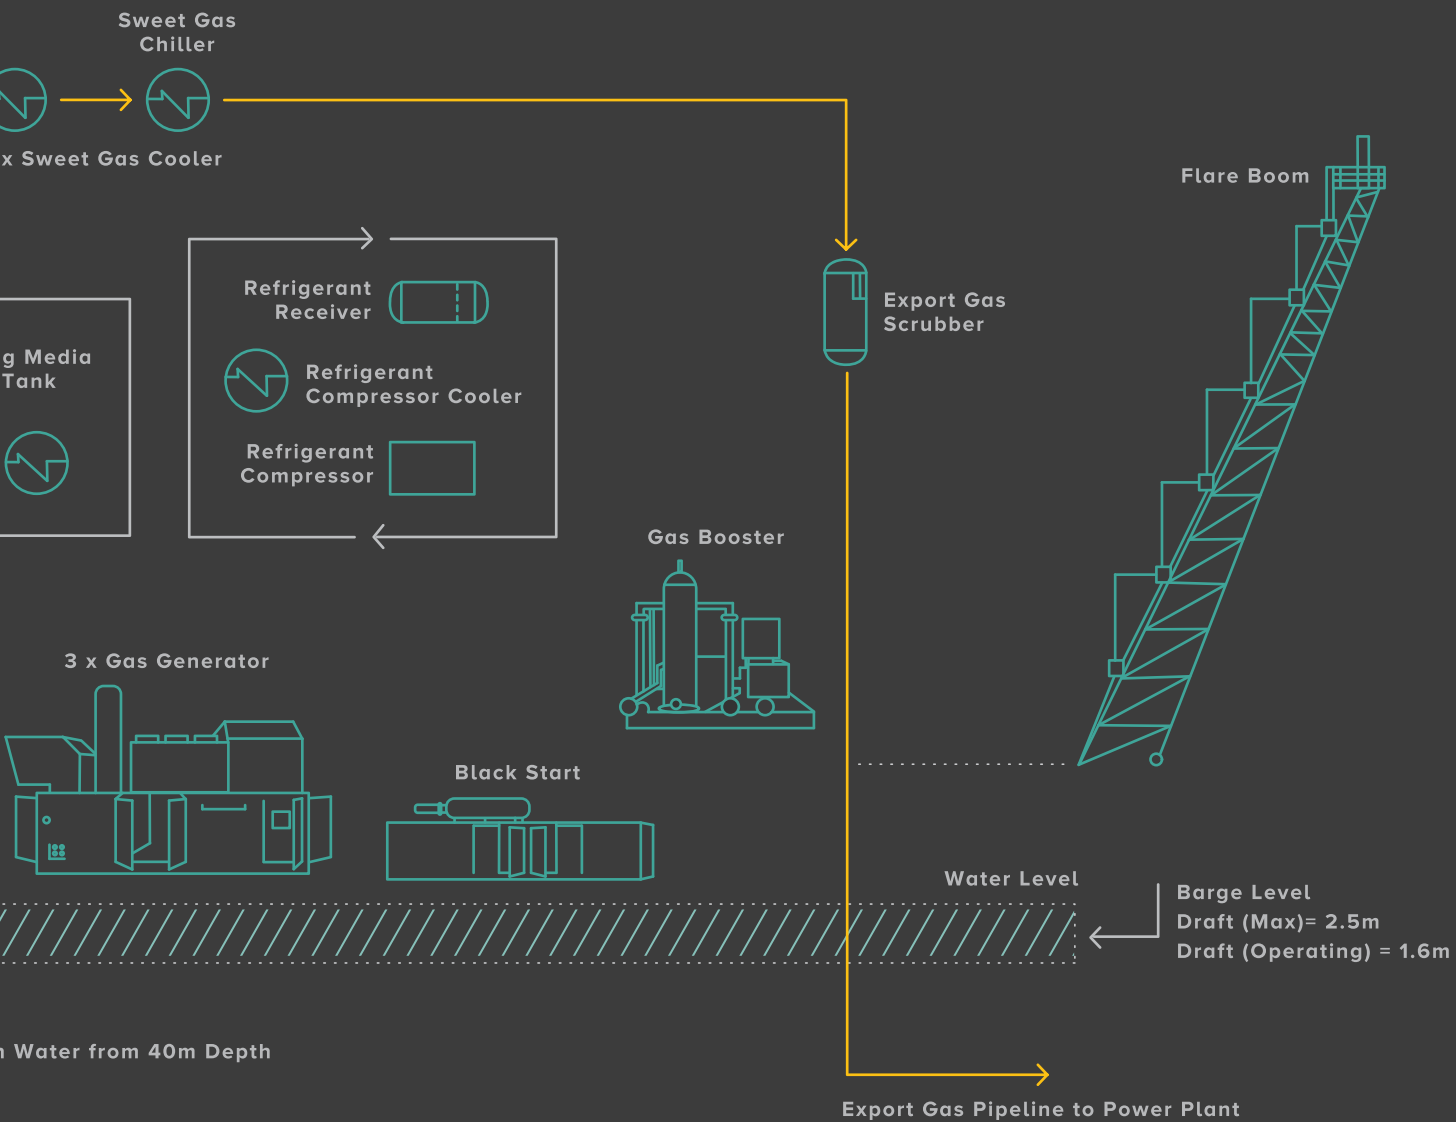 Sweet Gas
Chiller
x Sweet Gas Cooler
Flare Boom
Refrigerant
Receiver
Export Gas
Scrubber
g Media
Tank
Refrigerant
Compressor Cooler
Refrigerant
Compressor
Gas Booster
3 x Gas Generator
Black Start
Water Level
Barge Level
Draft (Max)= 2.5m
Draft (Operating) = 1.6m
Water from 40m Depth
Export Gas Pipeline to Power Plant